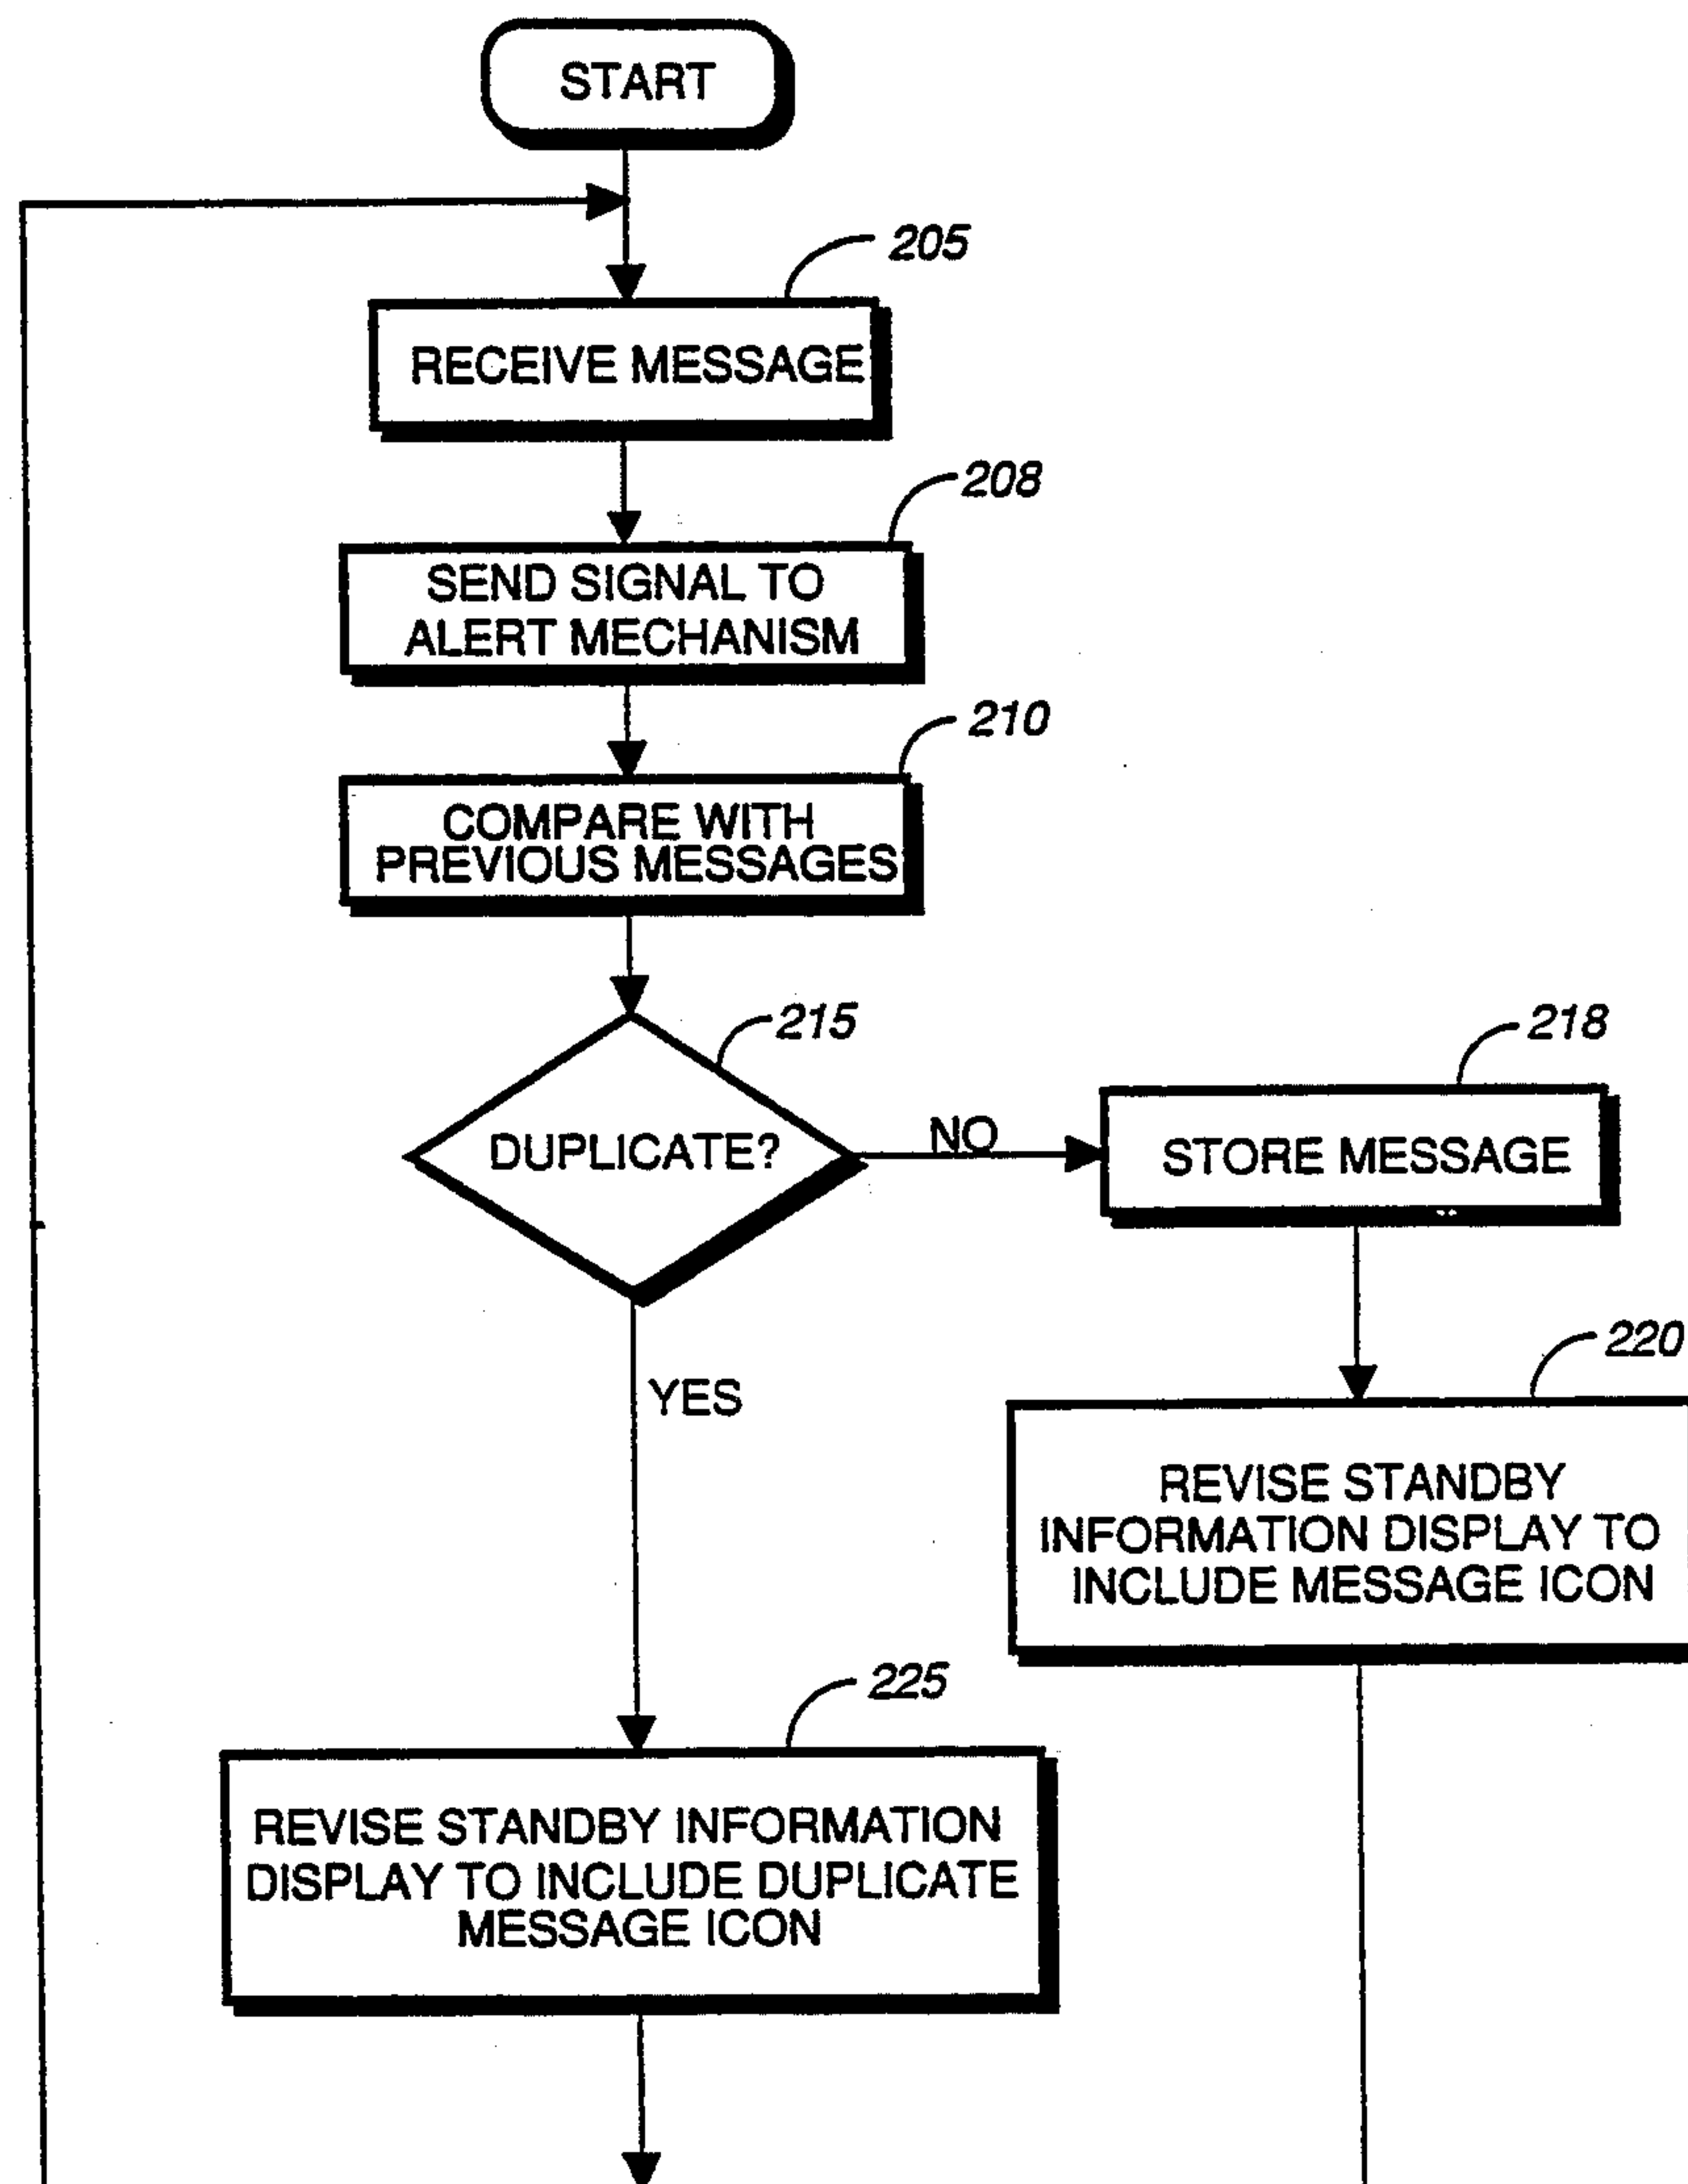 START
205
RECEIVE MESSAGE
208
SEND SIGNAL TO
ALERT MECHANISM
210
COMPARE WITH
PREVIOUS MESSAGES
215
DUPLICATE?
NO
218
STORE MESSAGE
220
YES
REVISE STANDBY
INFORMATION DISPLAY TO
INCLUDE MESSAGE ICON
225
REVISE STANDBY INFORMATION
DISPLAY TO INCLUDE DUPLICATE
MESSAGE ICON